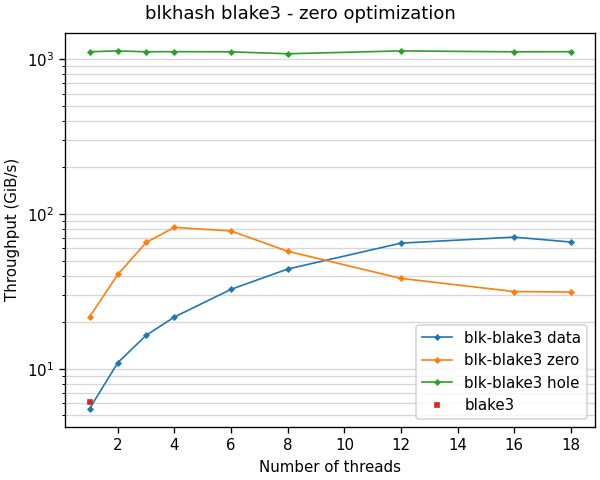 blkhash blake3 - zero optimization
Throughput (GiB/s)
10³
10²
10¹
2 4 6 8 10 12 14 16 18
Number of threads
blk-blake3 data
blk-blake3 zero
blk-blake3 hole
blake3